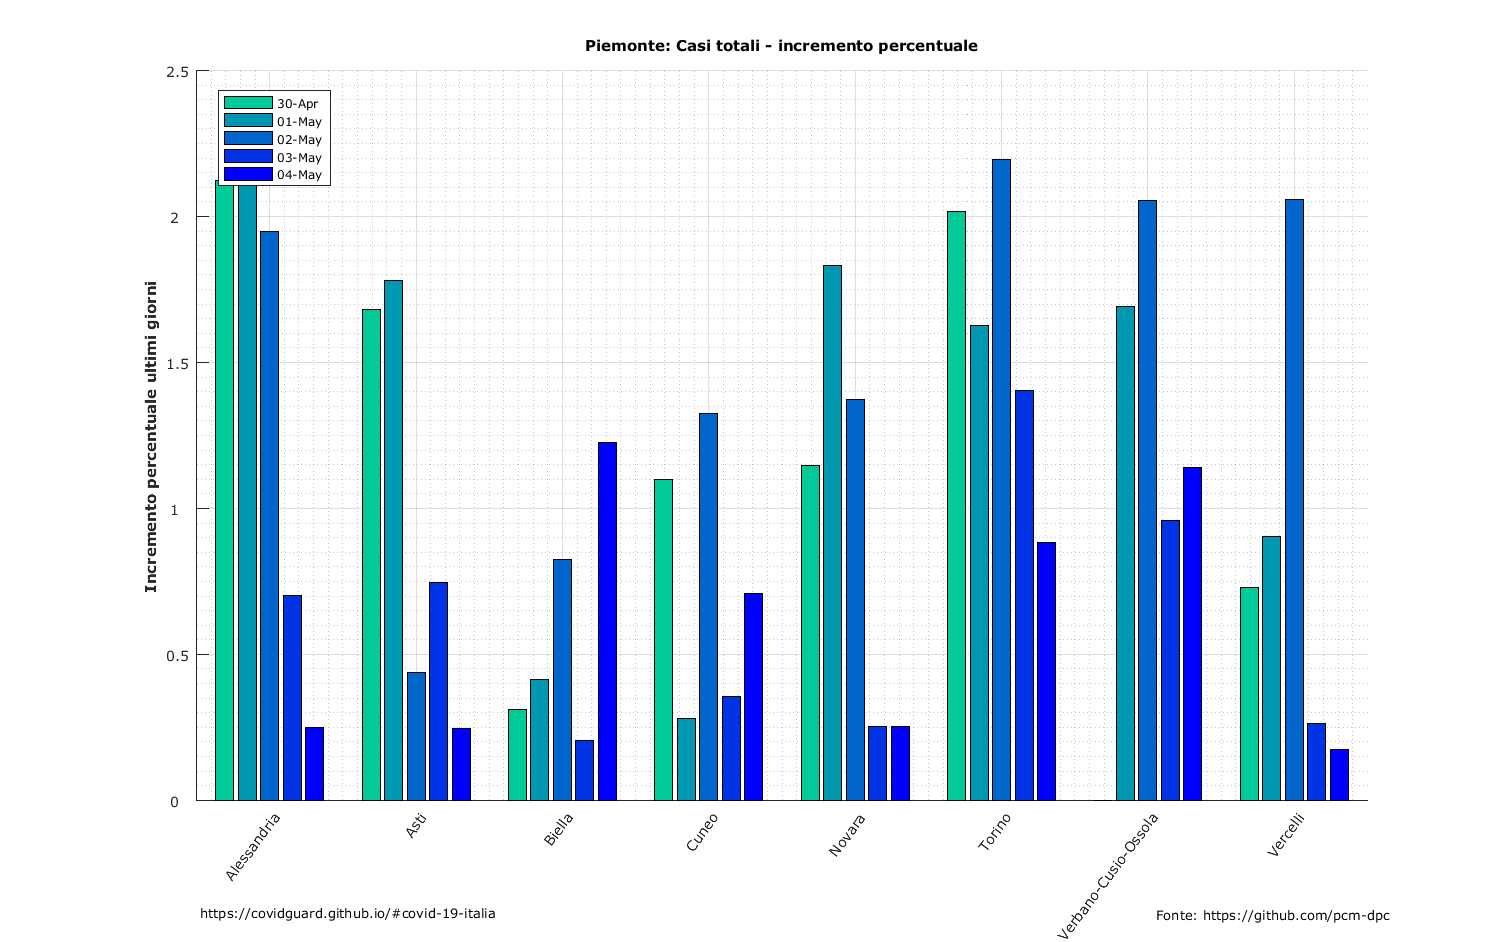 Piemonte: Casi totali - incremento percentuale
Incremento percentuale ultimi giorni
2.5
2
1.5
1
0.5
0
30-Apr
01-May
02-May
03-May
04-May
Alessandria
Asti
Biella
Cuneo
Novara
Torino
Verbano-Cusio-Ossola
Vercelli
https://covidguard.github.io/#covid-19-italia
Fonte: https://github.com/pcm-dpc